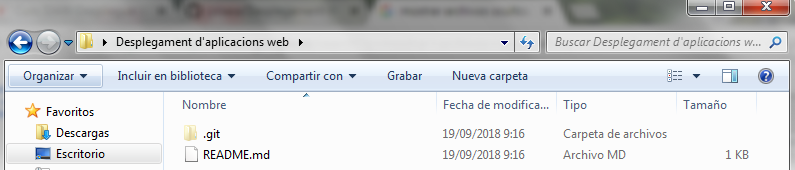 Desplegament d'aplicacions web
Buscar Desplegament d'aplicacions w...
Organizar
Incluir en biblioteca
Compartir con
Grabar
Nueva carpeta
Favoritos
Descargas
Escritorio
Nombre Fecha de modifica... Tipo Tamaño
.git 19/09/2018 9:16 Carpeta de archivos
README.md 19/09/2018 9:16 Archivo MD 1 KB